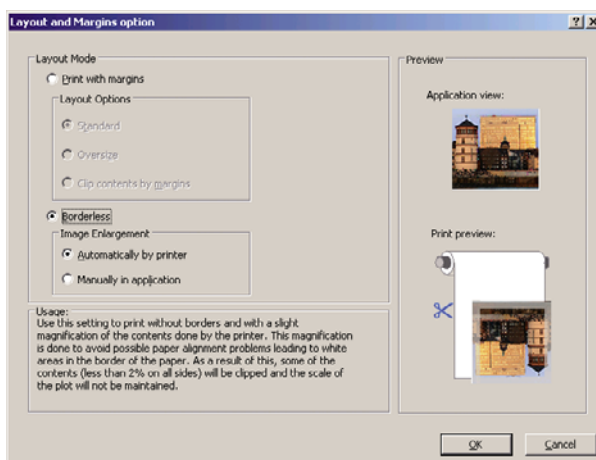 Layout and Margins option
Layout Mode
Print with margins
Layout Options
Standard
Oversize
Clip contents by margins
Borderless
Image Enlargement
Automatically by printer
Manually in application
Usage:
Use this setting to print without borders and with a slight
magnification of the contents done by the printer. This magnification
is done to avoid possible paper alignment problems leading to white
areas in the border of the paper. As a result of this, some of the
contents (less than 2% on all sides) will be clipped and the scale of
the plot will not be maintained.
Preview
Application view:
Print preview:
OK
Cancel